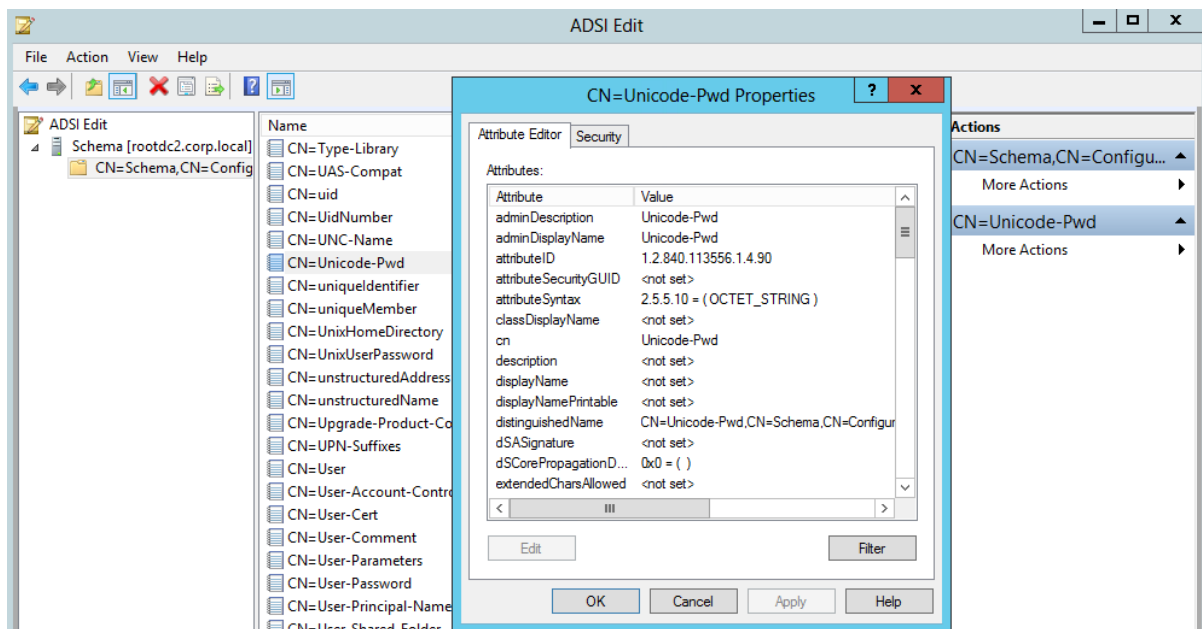 ADSI Edit
File Action View Help
ADSI Edit
Schema [rootdc2.corp.local]
CN=Schema,CN=Config
Name
CN=Type-Library
CN=UAS-Compat
CN=uid
CN=UidNumber
CN=UNC-Name
CN=Unicode-Pwd
CN=uniqueIdentifier
CN=uniqueMember
CN=UnixHomeDirectory
CN=UnixUserPassword
CN=unstructuredAddress
CN=unstructuredName
CN=Upgrade-Product-Co
CN=UPN-Suffixes
CN=User
CN=User-Account-Contro
CN=User-Cert
CN=User-Comment
CN=User-Parameters
CN=User-Password
CN=User-Principal-Name
CN=User-Shared-Folder
CN=Unicode-Pwd Properties
Attribute Editor Security
Attributes:
Attribute Value
adminDescription Unicode-Pwd
adminDisplayName Unicode-Pwd
attributeID 1.2.840.113556.1.4.90
attributeSecurityGUID <not set>
attributeSyntax 2.5.5.10 = ( OCTET_STRING )
classDisplayName <not set>
cn Unicode-Pwd
description <not set>
displayName <not set>
displayNamePrintable <not set>
distinguishedName CN=Unicode-Pwd,CN=Schema,CN=Configur
dSASignature <not set>
dSCorePropagationD... 0x0 = ( )
extendedCharsAllowed <not set>
Edit Filter
OK Cancel Apply Help
Actions
CN=Schema,CN=Configu...
More Actions
CN=Unicode-Pwd
More Actions